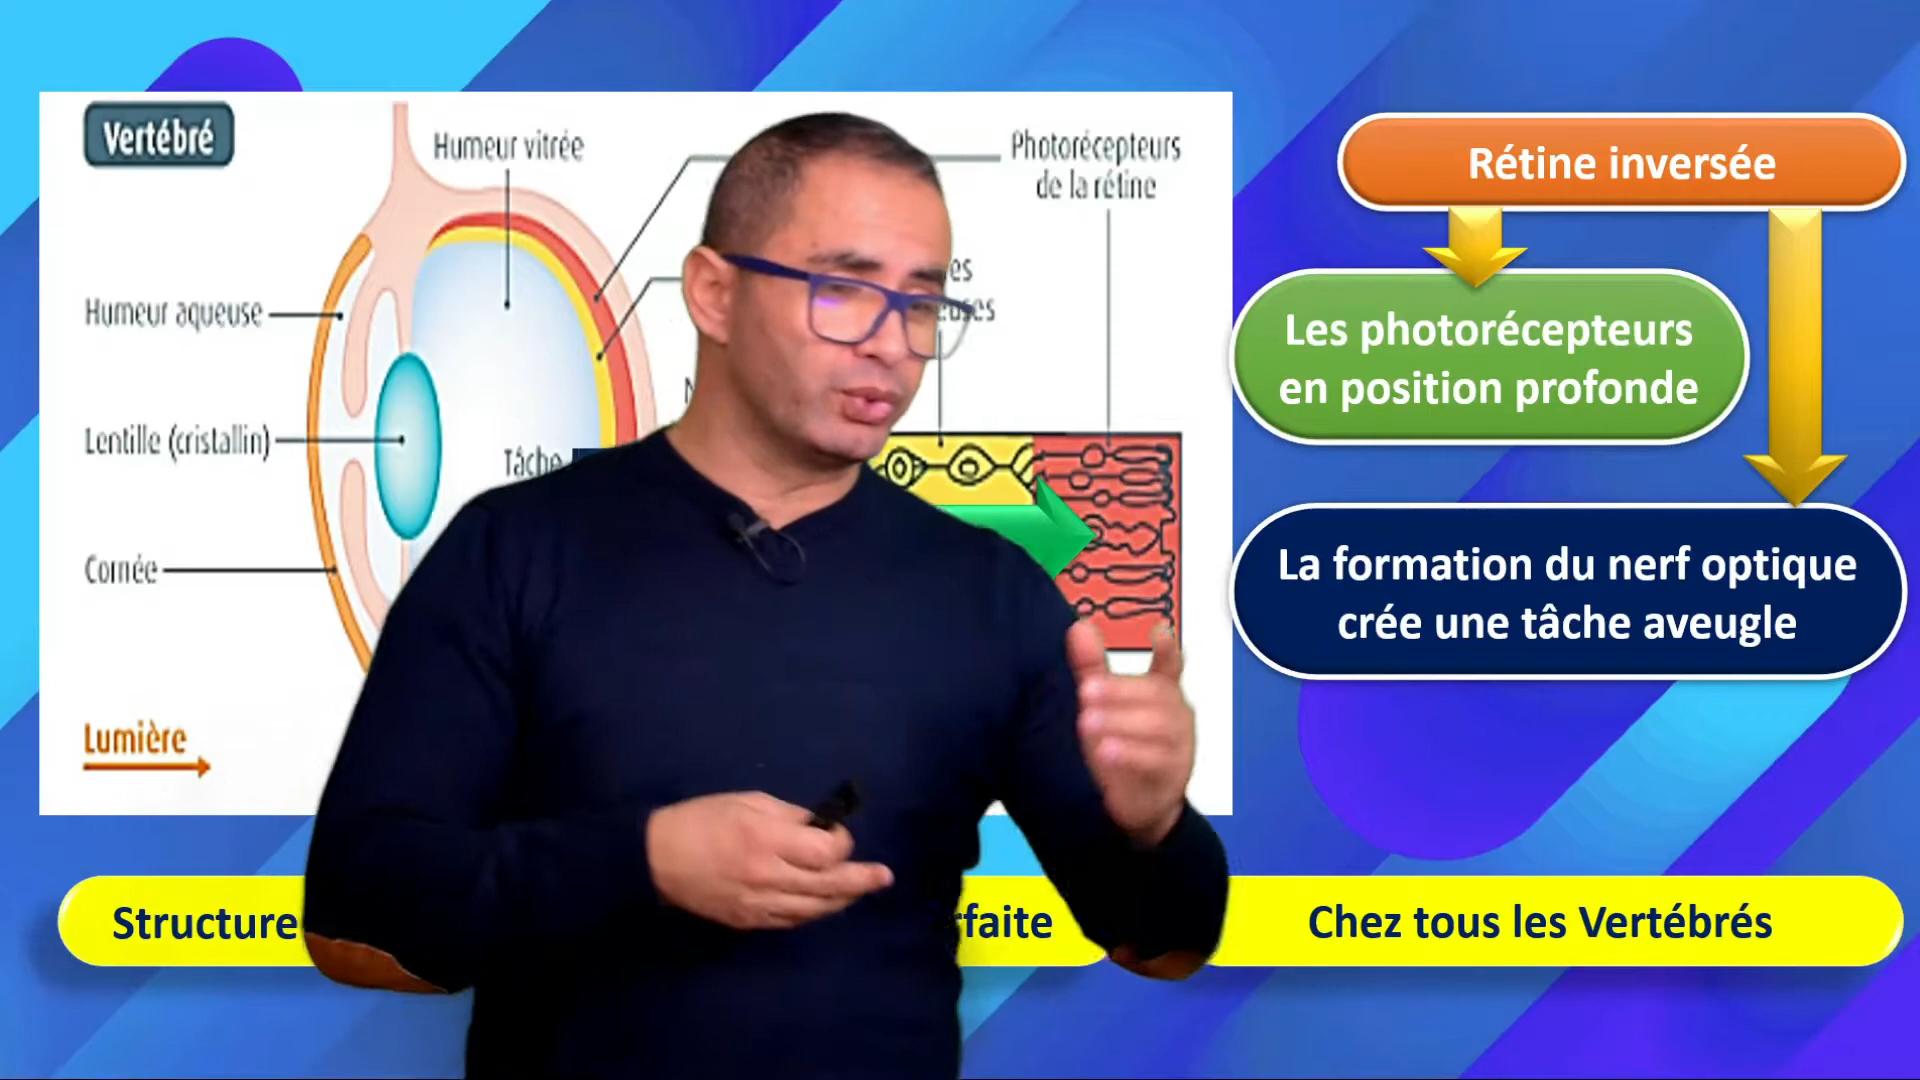 Vertébré
Humeur vitrée
Photorécepteurs
de la rétine
Humeur aqueuse
Lentille (cristallin)
Tâche
Cornée
Lumière
Rétine inversée
Les photorécepteurs
en position profonde
La formation du nerf optique
crée une tâche aveugle
Structure
Chez tous les Vertébrés